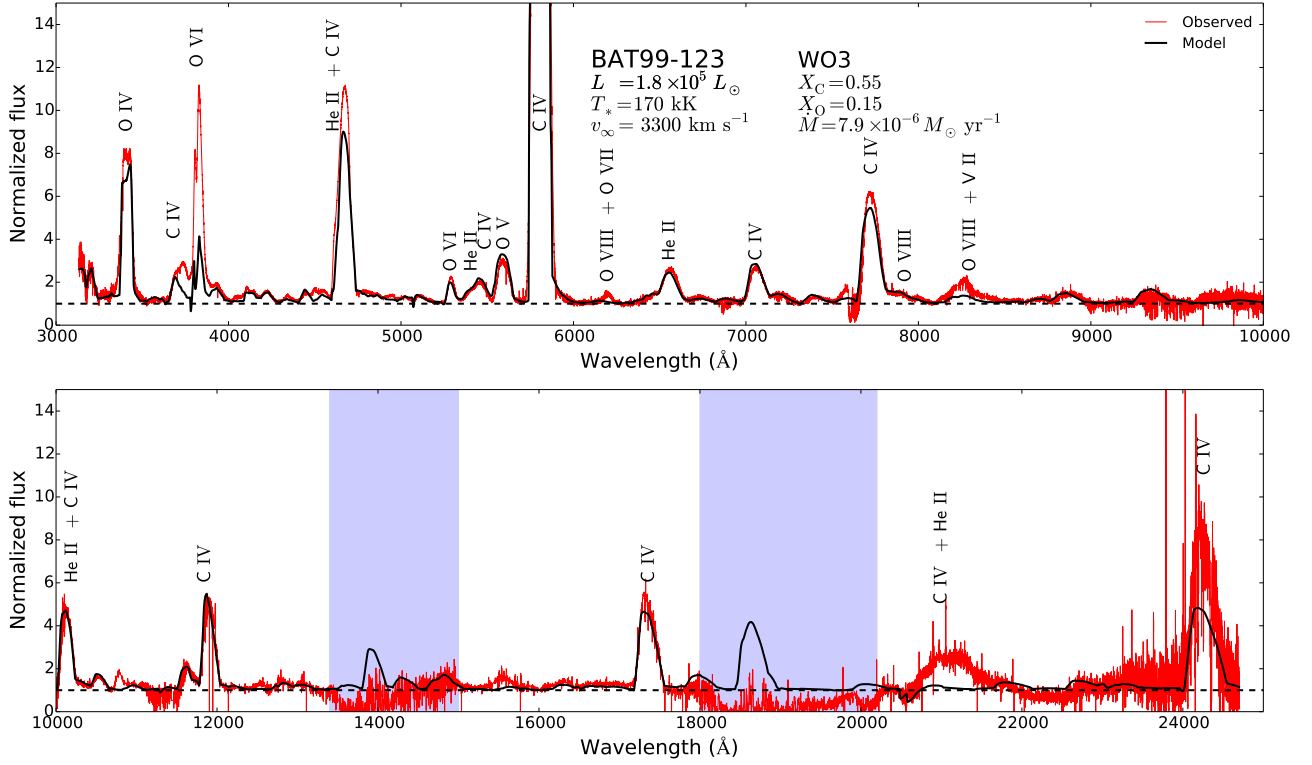 Normalized flux
14
12
10
8
6
4
2
0
O IV
C IV
O VI
He II + C IV
O VI
He II
C IV
O V
C IV
O VIII + O VII
He II
C IV
C IV
O VIII
O VIII + V II
BAT99-123 WO3
L =1.8×10⁵ L☉ X_C=0.55
T_*=170 kK X_O=0.15
v_∞= 3300 km s⁻¹ Ṁ=7.9×10⁻⁶ M☉ yr⁻¹
Observed
Model
3000 4000 5000 6000 7000 8000 9000 10000
Wavelength (Å)
Normalized flux
14
12
10
8
6
4
2
0
He II + C IV
C IV
C IV
C IV + He II
C IV
10000 12000 14000 16000 18000 20000 22000 24000
Wavelength (Å)